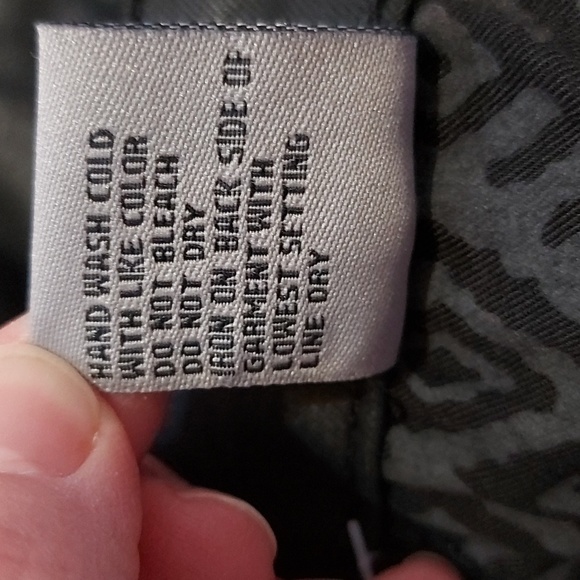 HAND WASH COLD
WITH LIKE COLOR
DO NOT BLEACH
DO NOT DRY
IRON ON BACK SIDE OF
GARMENT WITH
LOWEST SETTING
LINE DRY